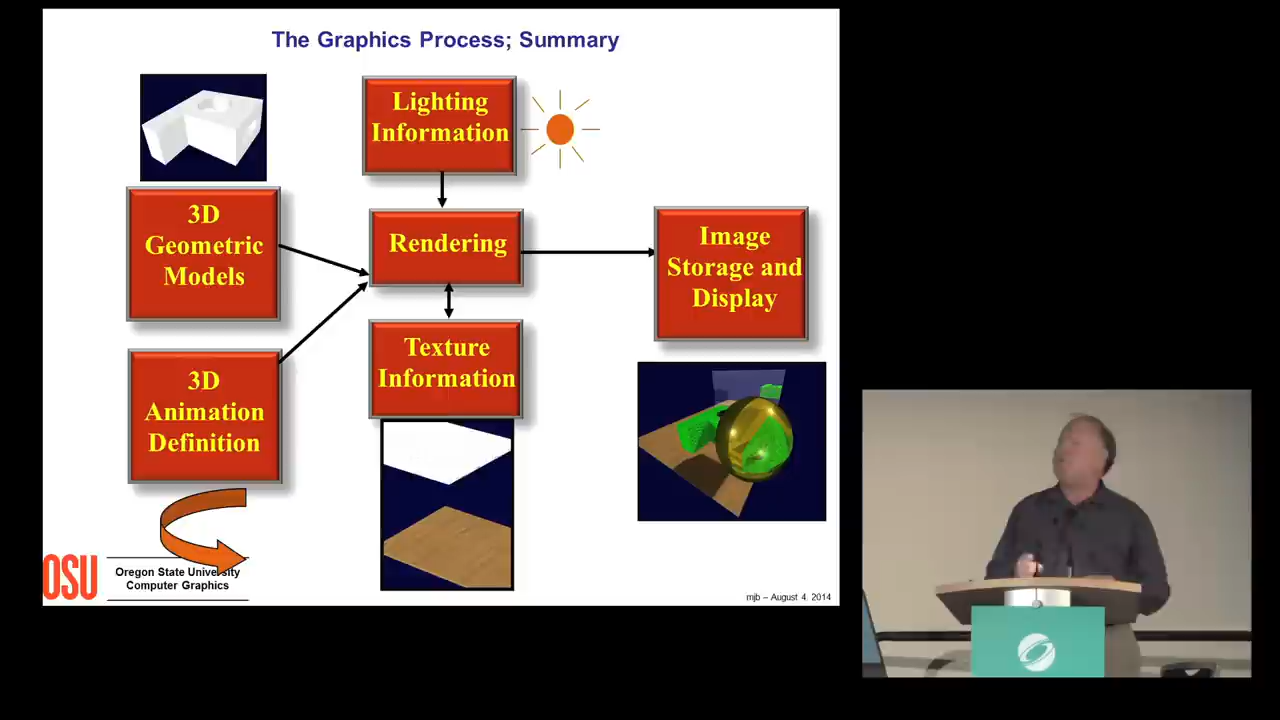 The Graphics Process; Summary
Lighting
Information
3D
Geometric
Models
Rendering
Image
Storage and
Display
Texture
Information
3D
Animation
Definition
OSU
Oregon State University
Computer Graphics
mjb – August 4, 2014